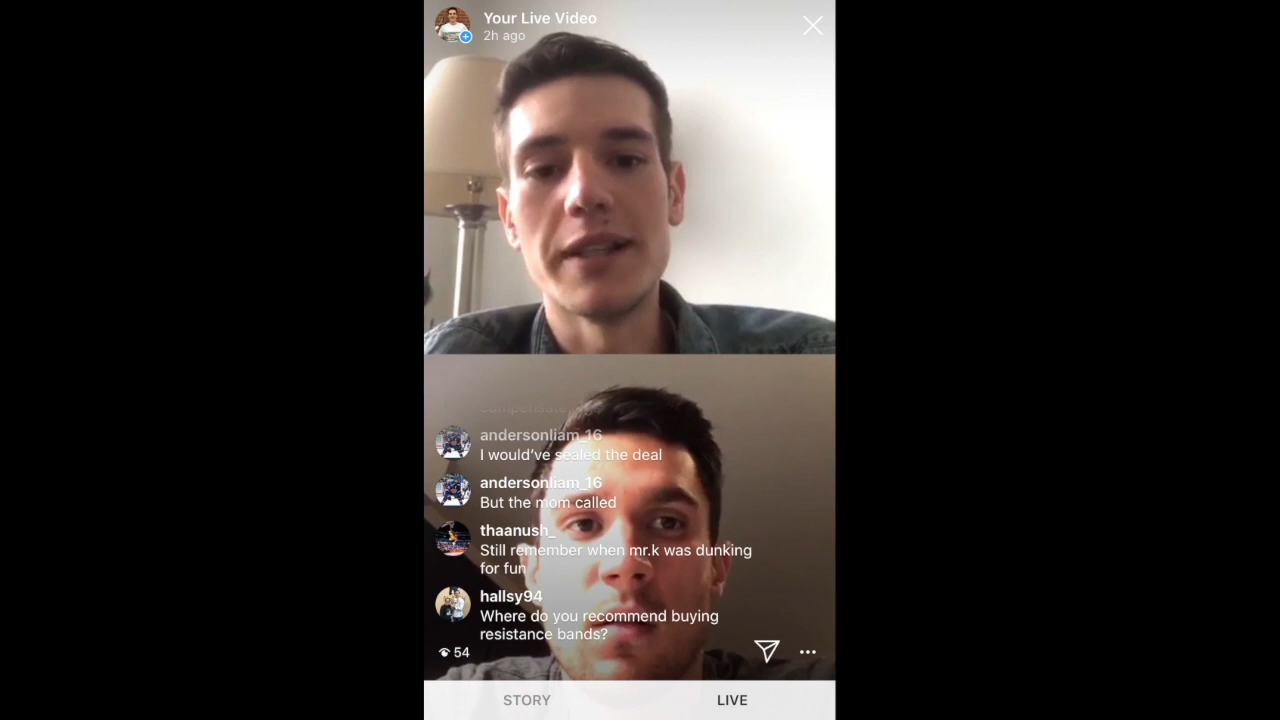 Your Live Video
2h ago
andersonliam_16
I would've sealed the deal
andersonliam_16
But the mom called
thaanush_
Still remember when mr.k was dunking
for fun
hallsy94
Where do you recommend buying
resistance bands?
54
STORY
LIVE